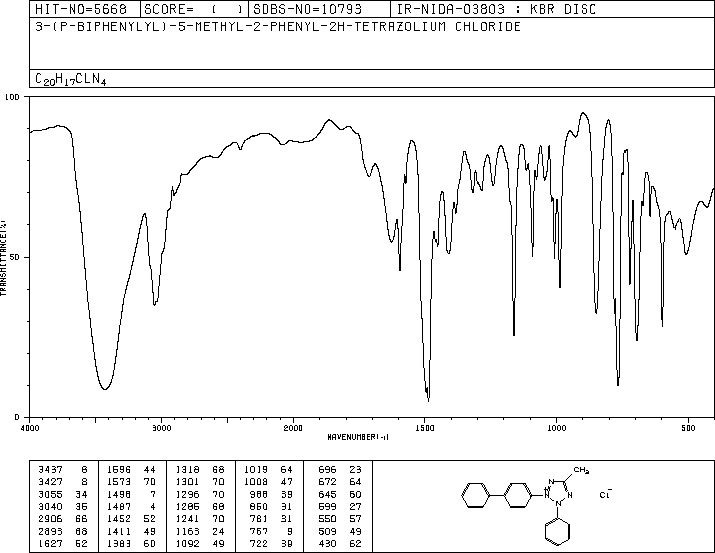 HIT-NO=5668 SCORE= ( ) SDBS-NO=10793 IR-NIDA-03803 : KBR DISC
3-(P-BIPHENYLYL)-5-METHYL-2-PHENYL-2H-TETRAZOLIUM CHLORIDE
C20H17CLN4
100
TRANSMITTANCE(%)
50
0
4000 3000 2000 1500 1000 500
WAVENUMBER(-1)
3437 8 1596 44 1318 68 1019 64 696 23
3427 8 1573 70 1301 70 1008 47 672 64
3055 34 1498 7 1296 70 988 39 645 60
3040 35 1487 4 1286 68 850 31 599 27
2906 66 1452 52 1241 70 781 31 550 57
2893 68 1411 49 1163 24 767 9 509 49
1627 52 1383 60 1092 49 722 39 430 62
CH3
N N
N+ N
Cl-